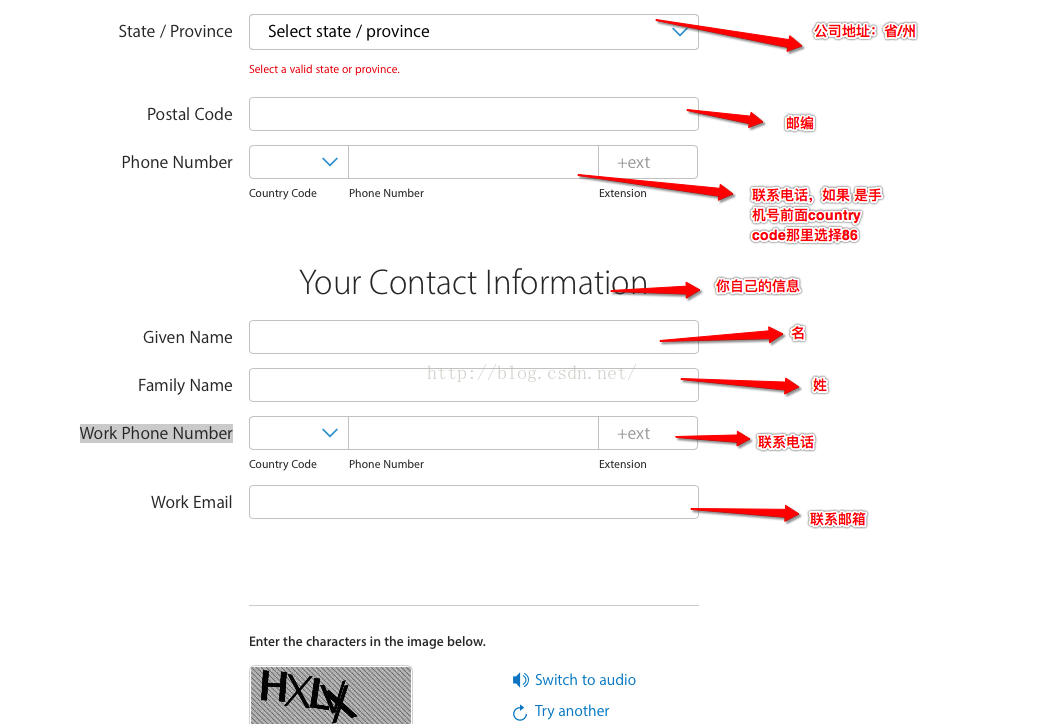 State / Province
Select state / province
公司地址：省/州
Select a valid state or province.
Postal Code
邮编
Phone Number
+ext
Country Code
Phone Number
Extension
联系电话，如果 是手
机号前面country
code那里选择86
Your Contact Information
你自己的信息
Given Name
名
http://blog.csdn.net/
Family Name
姓
Work Phone Number
+ext
联系电话
Country Code
Phone Number
Extension
Work Email
联系邮箱
Enter the characters in the image below.
Switch to audio
Try another